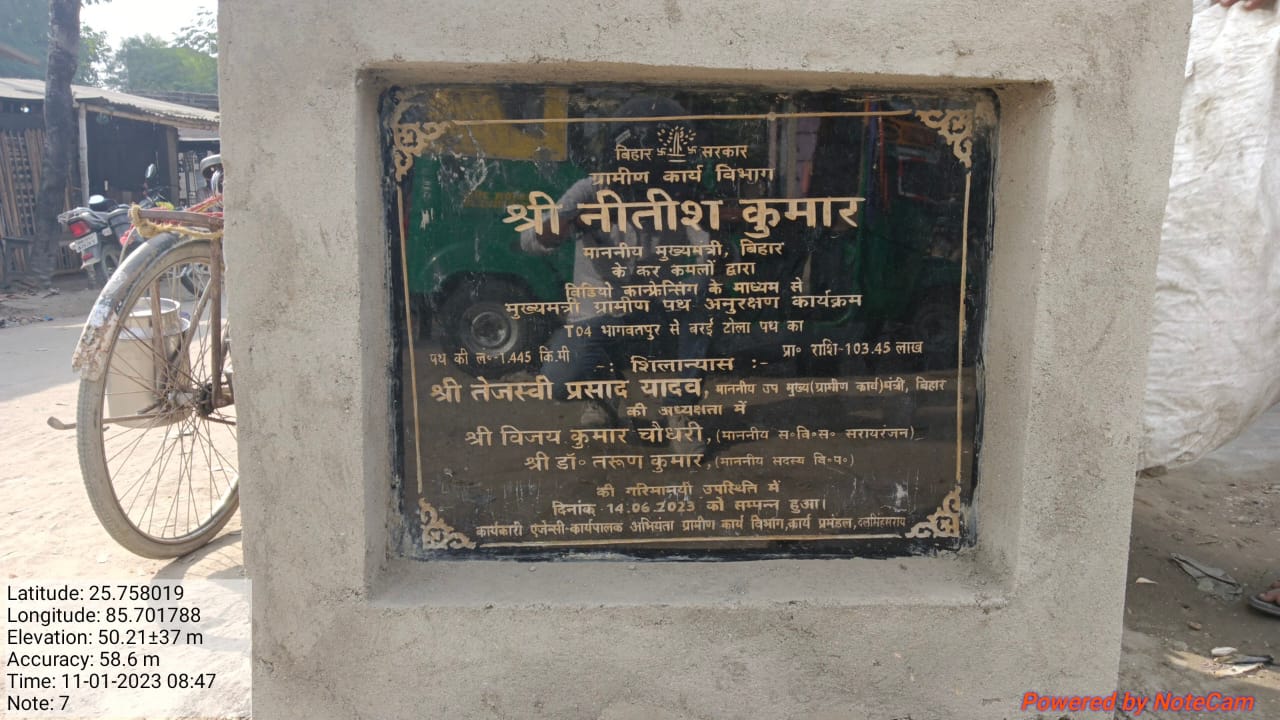 बिहार सरकार
ग्रामीण कार्य विभाग
श्री नीतीश कुमार
माननीय मुख्यमंत्री, बिहार
के कर कमलों द्वारा
विडियो कान्फ्रेन्सिंग के माध्यम से
मुख्यमंत्री ग्रामीण पथ अनुरक्षण कार्यक्रम
T04 भागवतपुर से वरई टोला पथ का
पथ की ल०-1.445 कि.मी प्रा० राशि-103.45 लाख
-: शिलान्यास :-
श्री तेजस्वी प्रसाद यादव, माननीय उप मुख्य(ग्रामीण कार्य)मंत्री, बिहार
की अध्यक्षता में
श्री विजय कुमार चौधरी, (माननीय स०वि०स० सरायरंजन)
श्री डॉ० तरूण कुमार, (माननीय सदस्य वि०प०)
की गरिमामयी उपस्थिति में
दिनांक 14.06.2023 को सम्पन्न हुआ।
कार्यकारी एजेन्सी-कार्यपालक अभियंता ग्रामीण कार्य विभाग,कार्य प्रमंडल,दलसिंहसराय
Latitude: 25.758019
Longitude: 85.701788
Elevation: 50.21±37 m
Accuracy: 58.6 m
Time: 11-01-2023 08:47
Note: 7
Powered by NoteCam